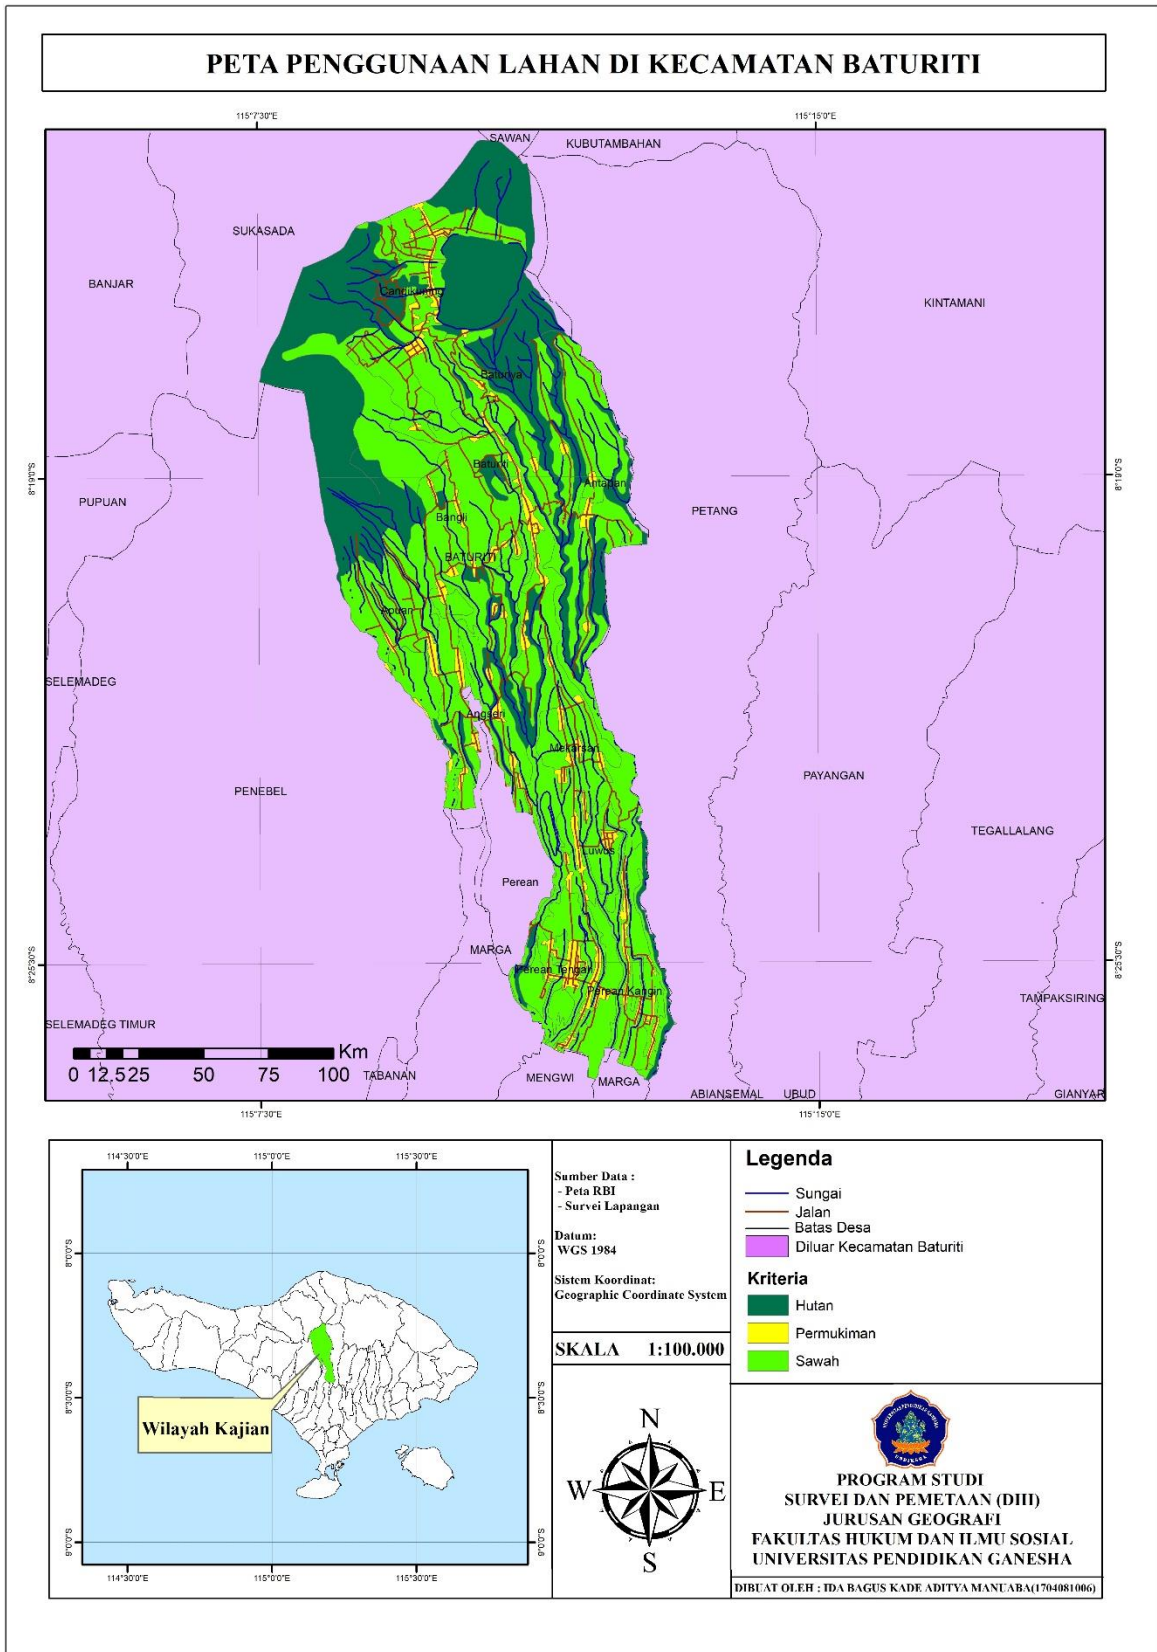 PETA PENGGUNAAN LAHAN DI KECAMATAN BATURITI
115°7'30"E
115°15'0"E
SAWAN
KUBUTAMBAHAN
SUKASADA
BANJAR
Candikuning
KINTAMANI
Batunya
8°19'0"S
Baturiti
Antapan
8°19'0"S
PUPUAN
Bangli
PETANG
BATURITI
Apuan
SELEMADEG
Angseri
Mekarsari
PENEBEL
PAYANGAN
TEGALLALANG
Luwus
Perean
MARGA
8°25'30"S
Perean Tengah
8°25'30"S
Perean Kangin
TAMPAKSIRING
SELEMADEG TIMUR
Km
0 12.5 25 50 75 100
TABANAN
MENGWI
MARGA
ABIANSEMAL
UBUD
GIANYAR
115°7'30"E
115°15'0"E
114°30'0"E
115°0'0"E
115°30'0"E
8°0'0"S
8°0'0"S
8°30'0"S
8°30'0"S
9°0'0"S
9°0'0"S
Wilayah Kajian
114°30'0"E
115°0'0"E
115°30'0"E
Sumber Data :
- Peta RBI
- Survei Lapangan
Datum:
WGS 1984
Sistem Koordinat:
Geographic Coordinate System
SKALA 1:100.000
N
W
E
S
Legenda
Sungai
Jalan
Batas Desa
Diluar Kecamatan Baturiti
Kriteria
Hutan
Permukiman
Sawah
PROGRAM STUDI
SURVEI DAN PEMETAAN (DIII)
JURUSAN GEOGRAFI
FAKULTAS HUKUM DAN ILMU SOSIAL
UNIVERSITAS PENDIDIKAN GANESHA
DIBUAT OLEH : IDA BAGUS KADE ADITYA MANUABA(1704081006)